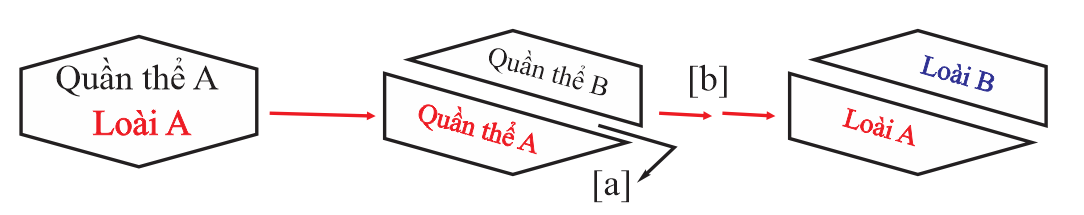 Quần thể A
Loài A
Quần thể B
Quần thể A
[a]
[b]
Loài B
Loài A